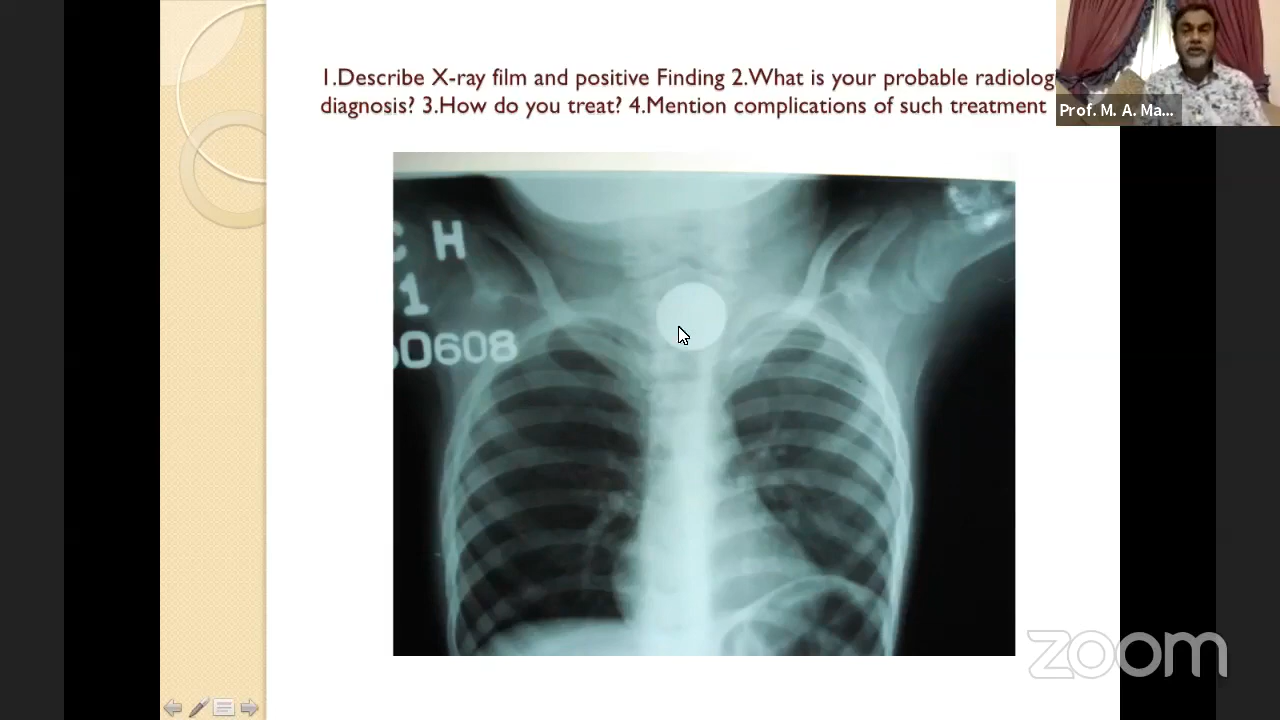 1.Describe X-ray film and positive Finding 2.What is your probable radiolog
diagnosis? 3.How do you treat? 4.Mention complications of such treatment
Prof. M. A. Ma...
C H
1
0608
zoom